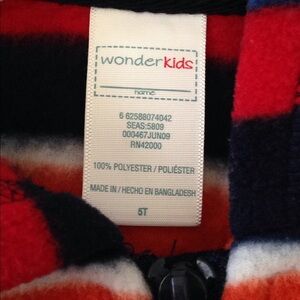 wonderkids
name:
6 62588074042
SEAS:5809
000467JUN09
RN42000
100% POLYESTER / POLIÉSTER
MADE IN / HECHO EN BANGLADESH
5T